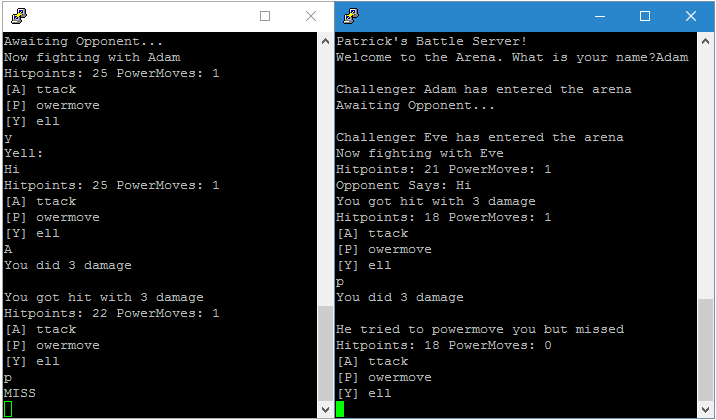 Awaiting Opponent...
Now fighting with Adam
Hitpoints: 25 PowerMoves: 1
[A] ttack
[P] owermove
[Y] ell
y
Yell:
Hi
Hitpoints: 25 PowerMoves: 1
[A] ttack
[P] owermove
[Y] ell
A
You did 3 damage
You got hit with 3 damage
Hitpoints: 22 PowerMoves: 1
[A] ttack
[P] owermove
[Y] ell
p
MISS
Patrick's Battle Server!
Welcome to the Arena. What is your name?Adam
Challenger Adam has entered the arena
Awaiting Opponent...
Challenger Eve has entered the arena
Now fighting with Eve
Hitpoints: 21 PowerMoves: 1
Opponent Says: Hi
You got hit with 3 damage
Hitpoints: 18 PowerMoves: 1
[A] ttack
[P] owermove
[Y] ell
p
You did 3 damage
He tried to powermove you but missed
Hitpoints: 18 PowerMoves: 0
[A] ttack
[P] owermove
[Y] ell